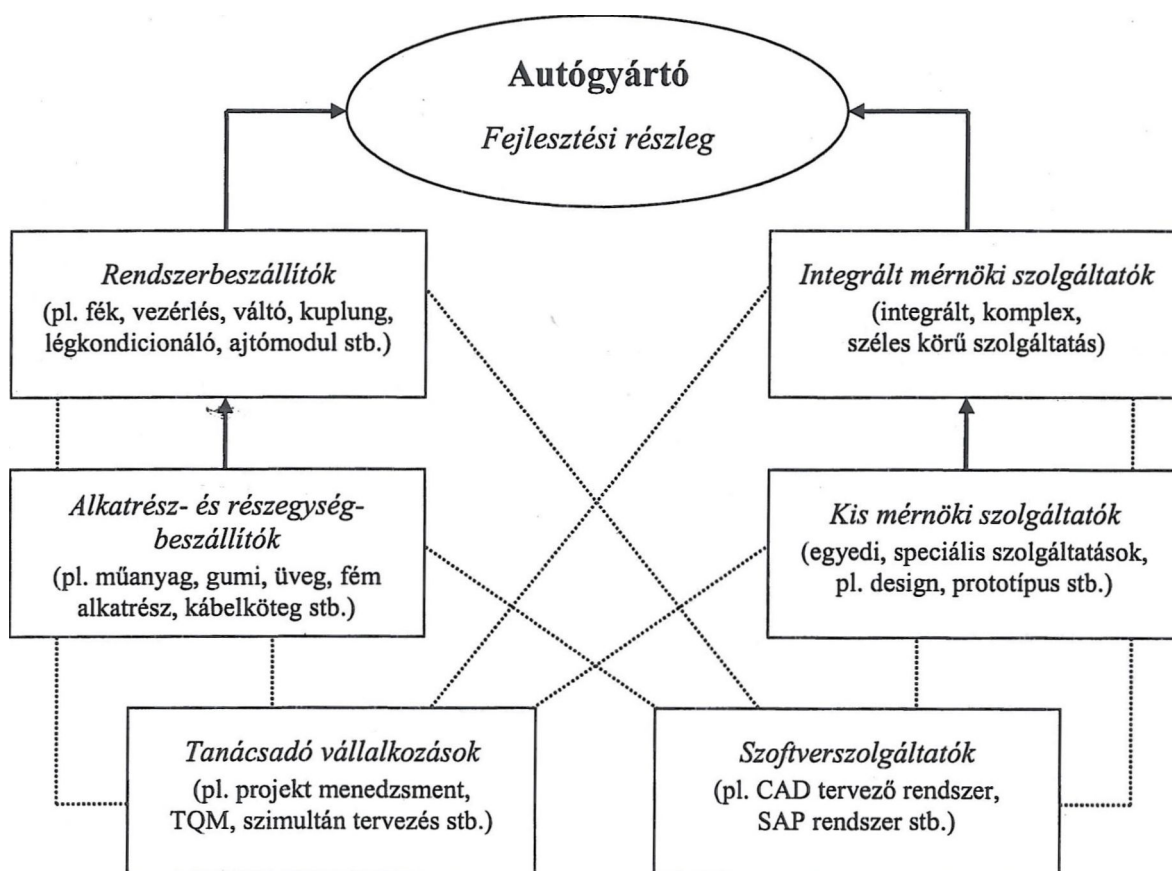 Autógyártó
Fejlesztési részleg
Rendszerbeszállítók
(pl. fék, vezérlés, váltó, kuplung,
légkondicionáló, ajtómodul stb.)
Integrált mérnöki szolgáltatók
(integrált, komplex,
széles körű szolgáltatás)
Alkatrész- és részegység-
beszállítók
(pl. műanyag, gumi, üveg, fém
alkatrész, kábelköteg stb.)
Kis mérnöki szolgáltatók
(egyedi, speciális szolgáltatások,
pl. design, prototípus stb.)
Tanácsadó vállalkozások
(pl. projekt menedzsment,
TQM, szimultán tervezés stb.)
Szoftverszolgáltatók
(pl. CAD tervező rendszer,
SAP rendszer stb.)